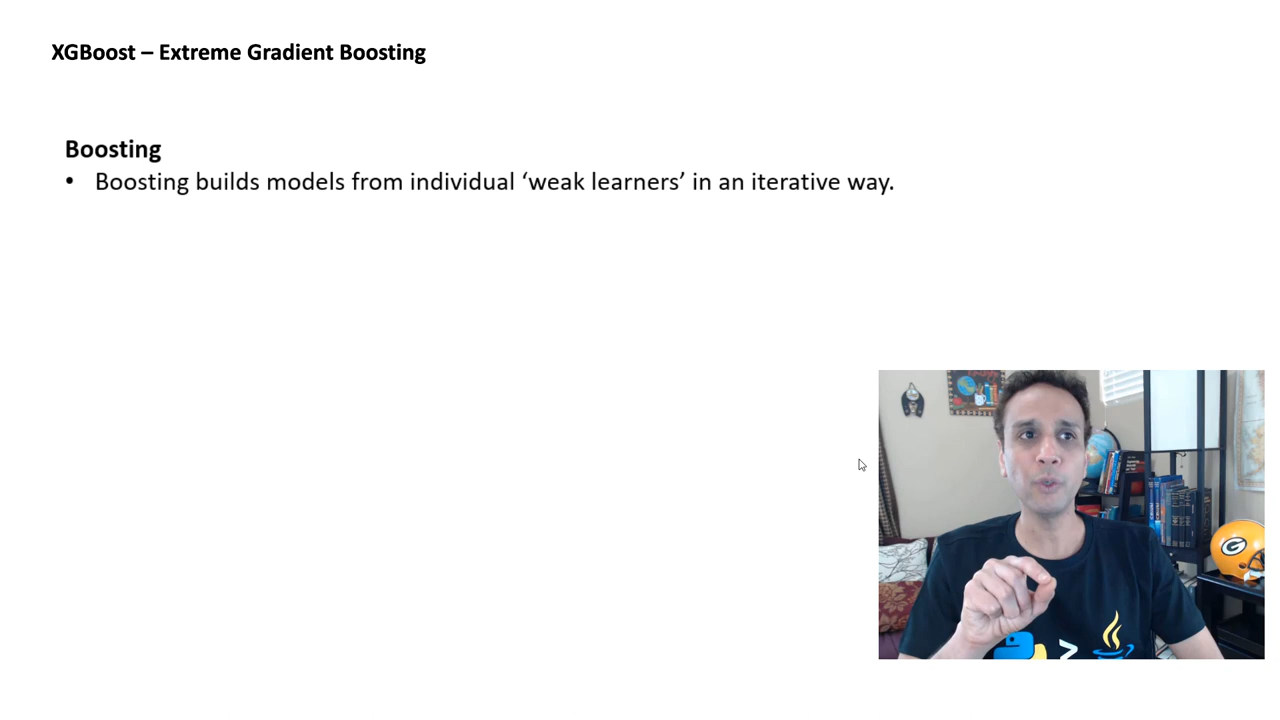 XGBoost – Extreme Gradient Boosting
Boosting
• Boosting builds models from individual ‘weak learners’ in an iterative way.
>
G